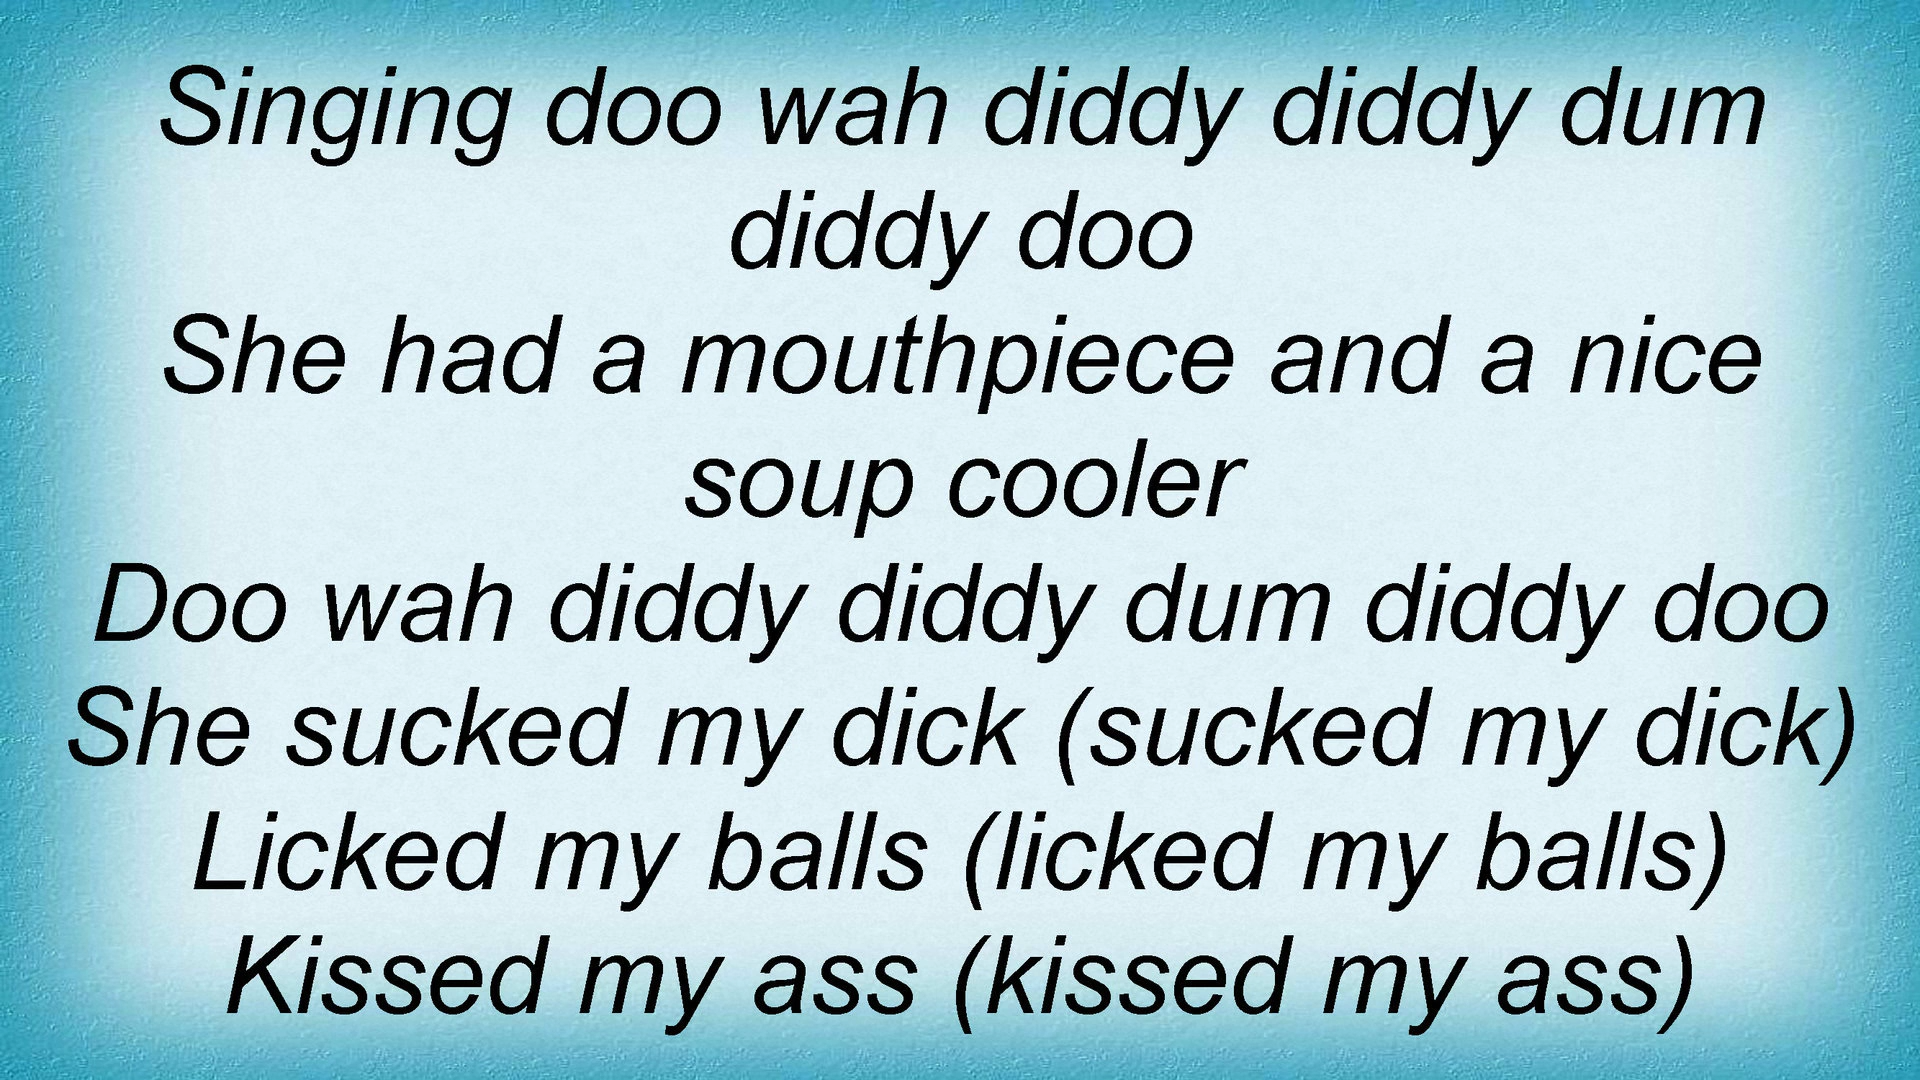 Singing doo wah diddy diddy dum
diddy doo
She had a mouthpiece and a nice
soup cooler
Doo wah diddy diddy dum diddy doo
She sucked my dick (sucked my dick)
Licked my balls (licked my balls)
Kissed my ass (kissed my ass)